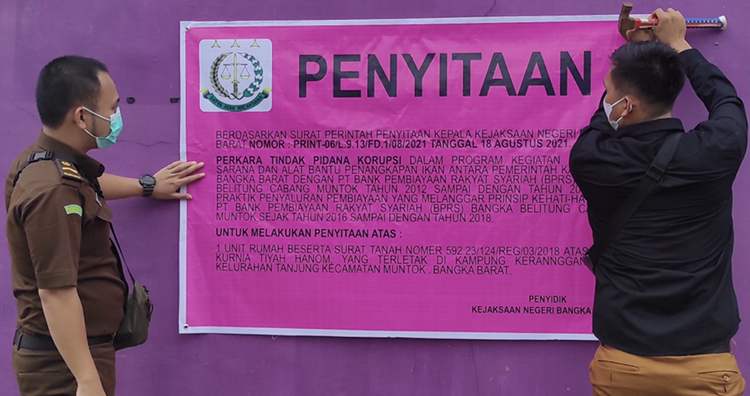 PENYITAAN
BERDASARKAN SURAT PERINTAH PENYITAAN KEPALA KEJAKSAAN NEGERI
BARAT NOMOR : PRINT-06/L.9.13/FD.1/08/2021 TANGGAL 18 AGUSTUS 2021.
PERKARA TINDAK PIDANA KORUPSI DALAM PROGRAM KEGIATAN
SARANA DAN ALAT BANTU PENANGKAPAN IKAN ANTARA PEMERINTAH
BANGKA BARAT DENGAN PT BANK PEMBIAYAAN RAKYAT SYARIAH (BPRS)
BELITUNG CABANG MUNTOK TAHUN 2012 SAMPAI DENGAN TAHUN
PRAKTIK PENYALURAN PEMBIAYAAN YANG MELANGGAR PRINSIP
PT BANK PEMBIAYAAN RAKYAT SYARIAH (BPRS) BANGKA BELITUNG
MUNTOK SEJAK TAHUN 2016 SAMPAI DENGAN TAHUN 2018.
UNTUK MELAKUKAN PENYITAAN ATAS :
1 UNIT RUMAH BESERTA SURAT TANAH NOMER 592.23/124/REG/03/2018 ATAS
KURNIA TIYAH HANOM YANG TERLETAK DI KAMPUNG
KELURAHAN TANJUNG KECAMATAN MUNTOK . BANGKA BARAT.
PENYIDIK
KEJAKSAAN NEGERI BANGKA